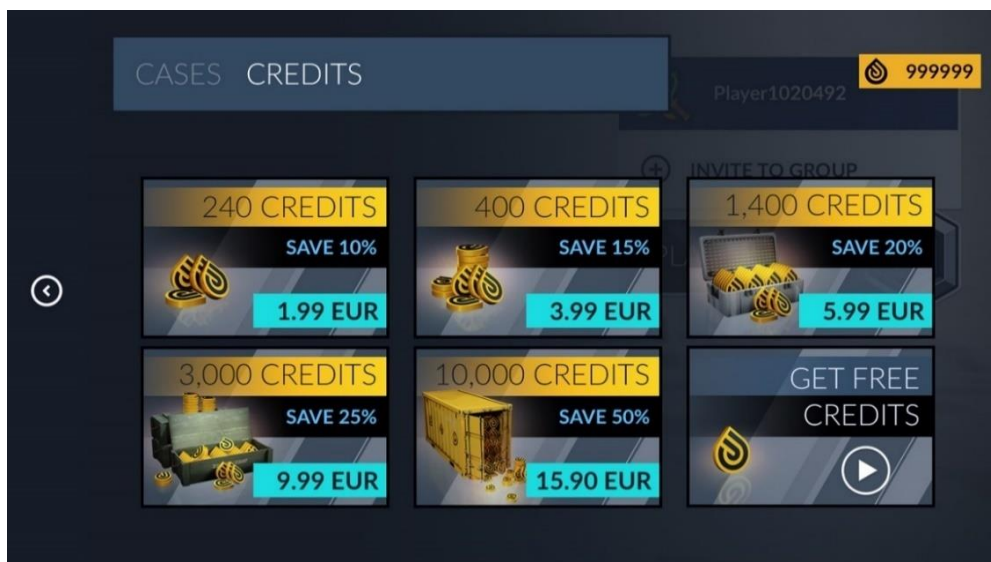 CASES CREDITS
999999
Player1020492
INVITE TO GROUP
240 CREDITS
SAVE 10%
1.99 EUR
400 CREDITS
SAVE 15%
3.99 EUR
1,400 CREDITS
SAVE 20%
5.99 EUR
3,000 CREDITS
SAVE 25%
9.99 EUR
10,000 CREDITS
SAVE 50%
15.90 EUR
GET FREE
CREDITS